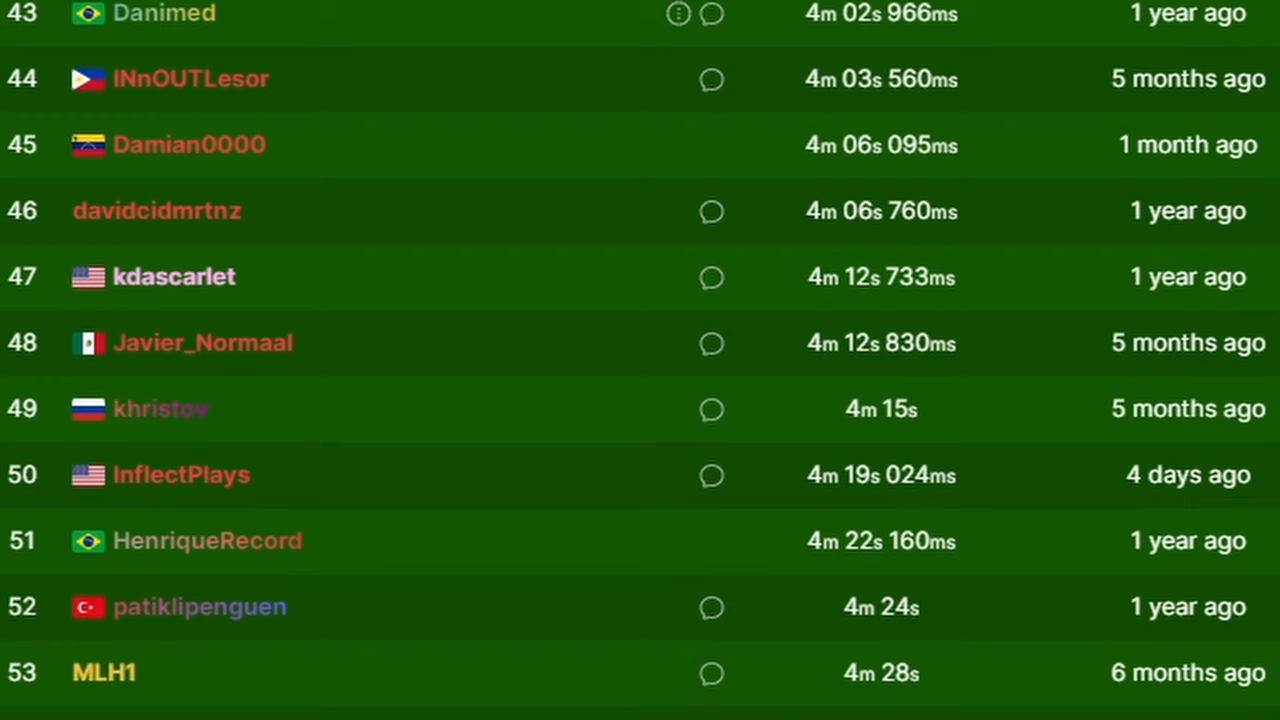 43 Danimed 4m 02s 966ms 1 year ago
44 INnOUTLesor 4m 03s 560ms 5 months ago
45 Damian0000 4m 06s 095ms 1 month ago
46 davidcidmrtnz 4m 06s 760ms 1 year ago
47 kdascarlet 4m 12s 733ms 1 year ago
48 Javier_Normaal 4m 12s 830ms 5 months ago
49 khristov 4m 15s 5 months ago
50 InflectPlays 4m 19s 024ms 4 days ago
51 HenriqueRecord 4m 22s 160ms 1 year ago
52 patiklipenguen 4m 24s 1 year ago
53 MLH1 4m 28s 6 months ago